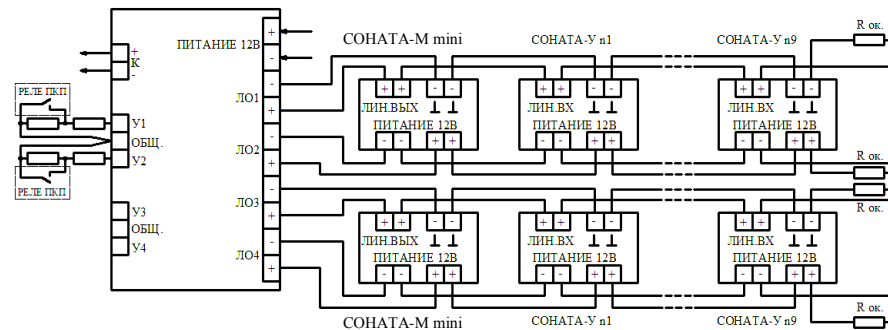 СОНАТА-М mini
СОНАТА-У n1
СОНАТА-У n9
R ок.
ПИТАНИЕ 12В
+
-
+
К
-
РЕЛЕ ПКП
У1
ОБЩ.
У2
РЕЛЕ ПКП
У3
ОБЩ.
У4
-
ЛО1
+
-
ЛО2
+
-
ЛО3
+
-
ЛО4
+
+ + - -
ЛИН.ВЫХ
ПИТАНИЕ 12В
- - + +
+ + - -
ЛИН.ВХ
ПИТАНИЕ 12В
- - + +
+ + - -
ЛИН.ВХ
ПИТАНИЕ 12В
- - + +
R ок.
R ок.
+ + - -
ЛИН.ВЫХ
ПИТАНИЕ 12В
- - + +
+ + - -
ЛИН.ВХ
ПИТАНИЕ 12В
- - + +
+ + - -
ЛИН.ВХ
ПИТАНИЕ 12В
- - + +
R ок.
СОНАТА-М mini
СОНАТА-У n1
СОНАТА-У n9